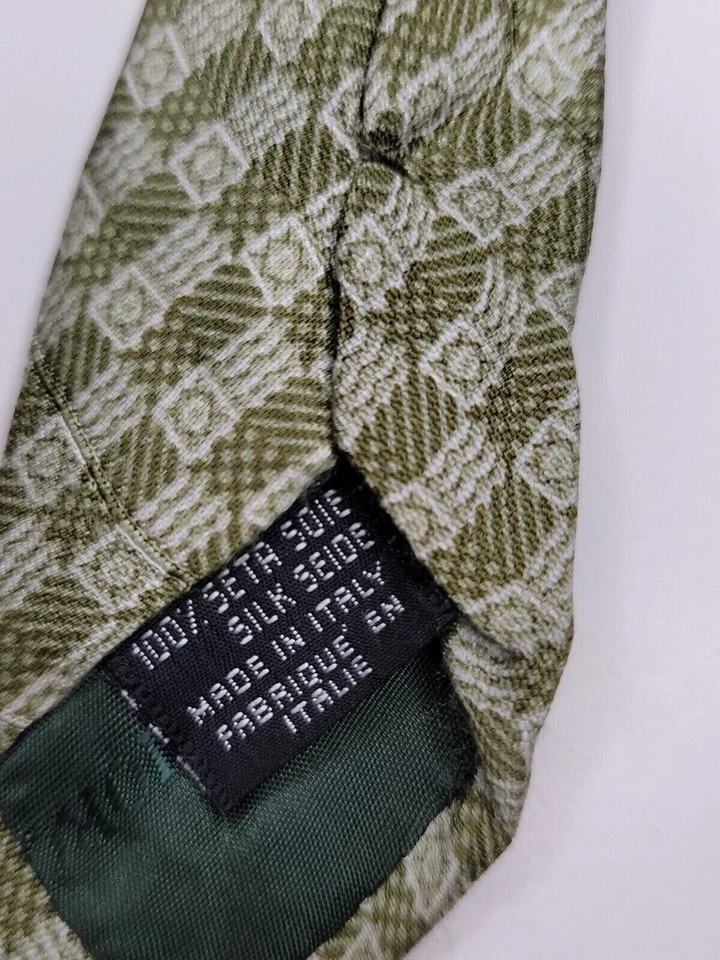 100% SETA SOIE
SILK SEIDE
MADE IN ITALY
FABRIQUE' EN
ITALIE